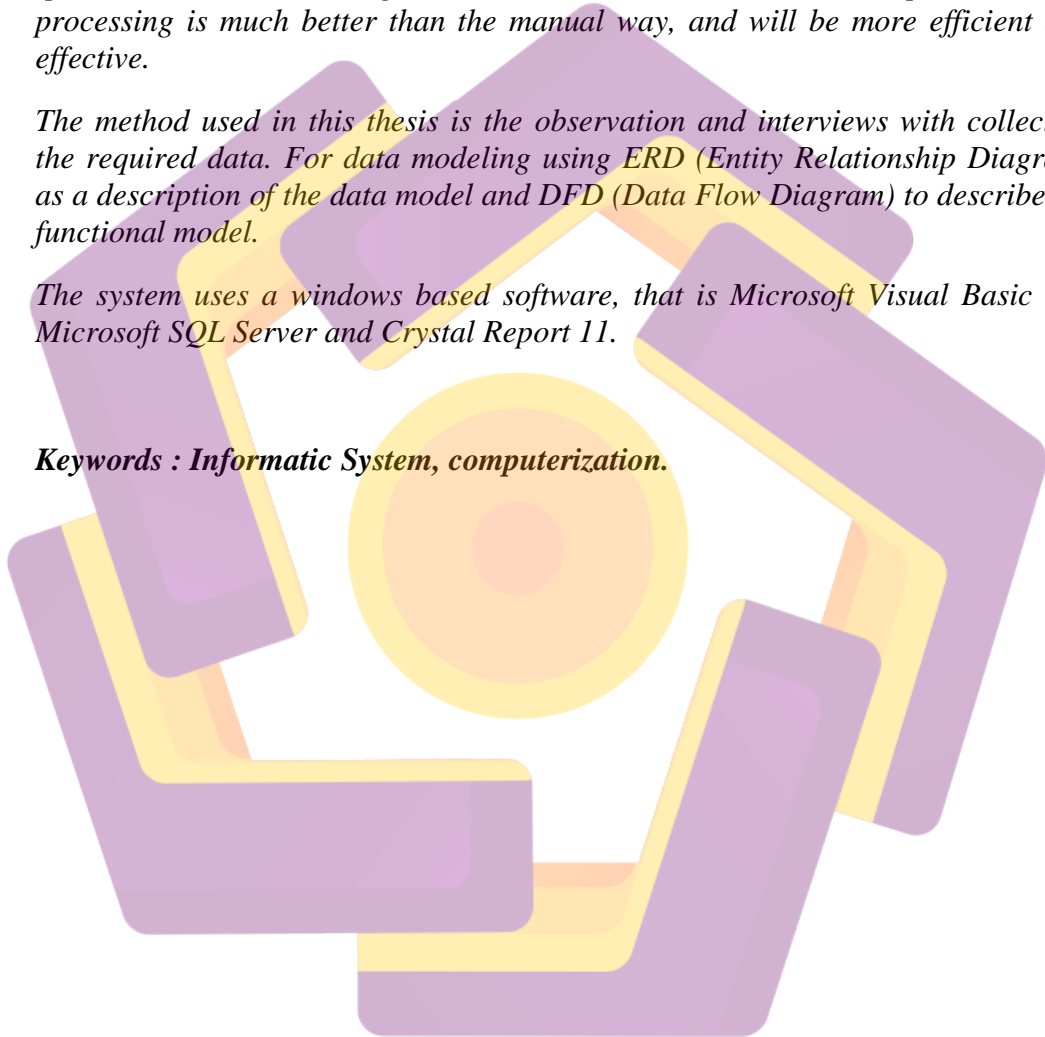 processing is much better than the manual way, and will be more efficient
effective.
The method used in this thesis is the observation and interviews with
the required data. For data modeling using ERD (Entity Relationship
as a description of the data model and DFD (Data Flow Diagram) to describe
functional model.
The system uses a windows based software, that is Microsoft Visual Basic
Microsoft SQL Server and Crystal Report 11.
Keywords : Informatic System, computerization.